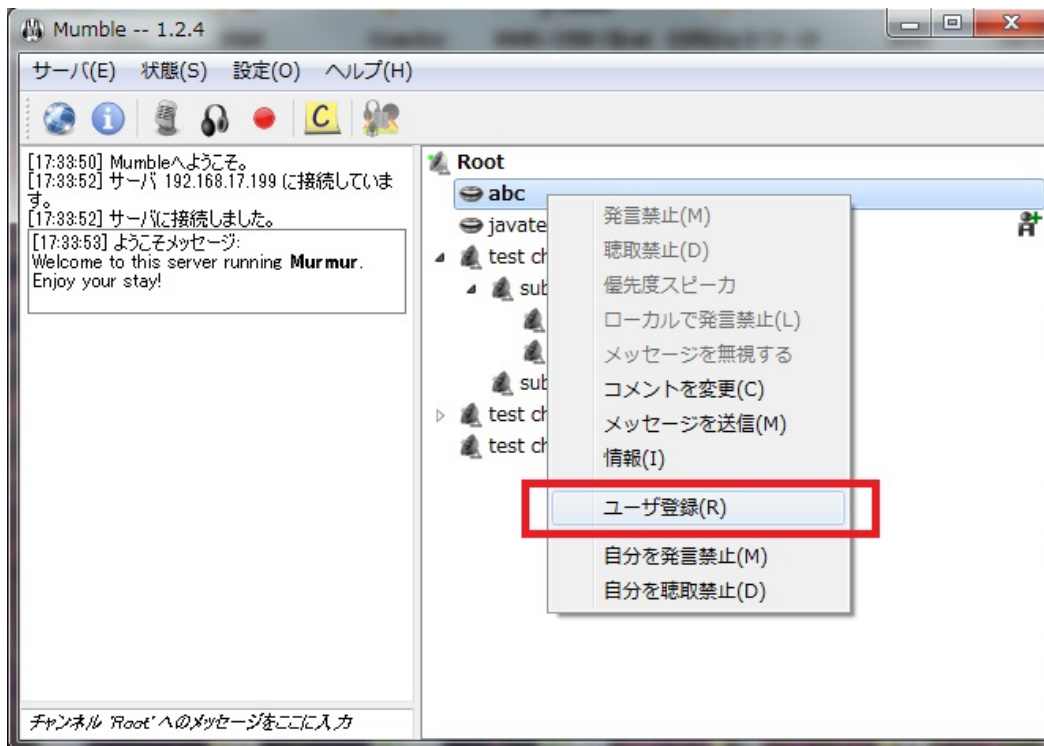 Mumble -- 1.2.4
サーバ(E) 状態(S) 設定(O) ヘルプ(H)
C
[17:33:50] Mumbleへようこそ。
[17:33:52] サーバ 192.168.17.199 に接続していま
す。
[17:33:52] サーバに接続しました。
[17:33:53] ようこそメッセージ:
Welcome to this server running Murmur.
Enjoy your stay!
チャンネル 'Root' へのメッセージをここに入力
Root
abc
javate
test ch
sub
sub
test ch
test ch
発言禁止(M)
聴取禁止(D)
優先度スピーカ
ローカルで発言禁止(L)
メッセージを無視する
コメントを変更(C)
メッセージを送信(M)
情報(I)
ユーザ登録(R)
自分を発言禁止(M)
自分を聴取禁止(D)